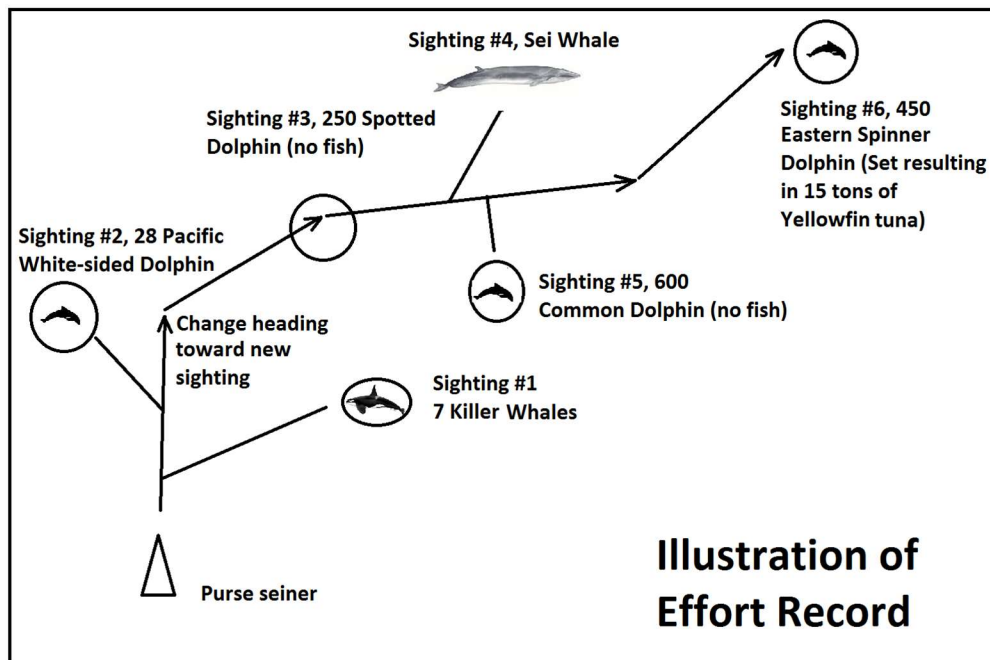 Sighting #4, Sei Whale
Sighting #3, 250 Spotted
Dolphin (no fish)
Sighting #6, 450
Eastern Spinner
Dolphin (Set resulting
in 15 tons of
Yellowfin tuna)
Sighting #2, 28 Pacific
White-sided Dolphin
Sighting #5, 600
Common Dolphin (no fish)
Change heading
toward new
sighting
Sighting #1
7 Killer Whales
Purse seiner
Illustration of
Effort Record